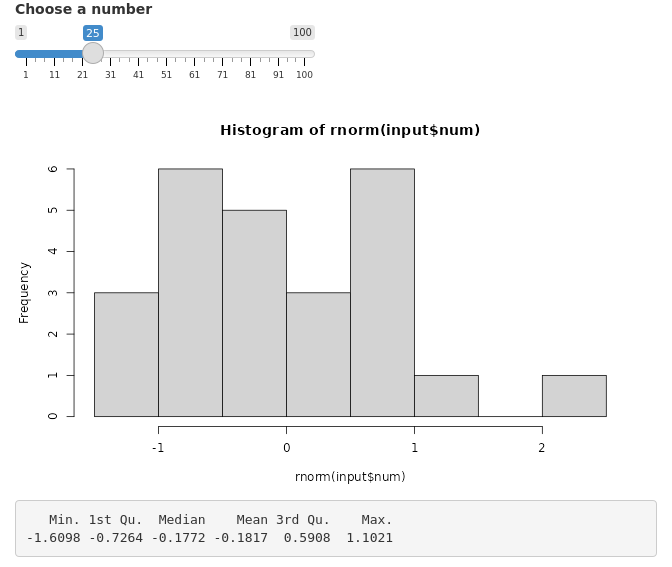 Choose a number
1 25 100
1 11 21 31 41 51 61 71 81 91 100
Histogram of rnorm(input$num)
6
5
4
3
2
1
0
Frequency
-1 0 1 2
rnorm(input$num)
Min. 1st Qu. Median Mean 3rd Qu. Max.
-1.6098 -0.7264 -0.1772 -0.1817 0.5908 1.1021